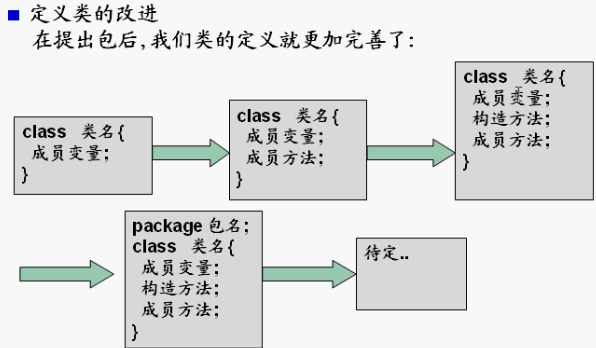 定义类的改进
在提出包后,我们类的定义就更加完善了:
class 类名{
成员变量;
}
class 类名{
成员变量;
成员方法;
}
class 类名{
成员变量;
构造方法;
成员方法;
}
package 包名;
class 类名{
成员变量;
构造方法;
成员方法;
}
待定..